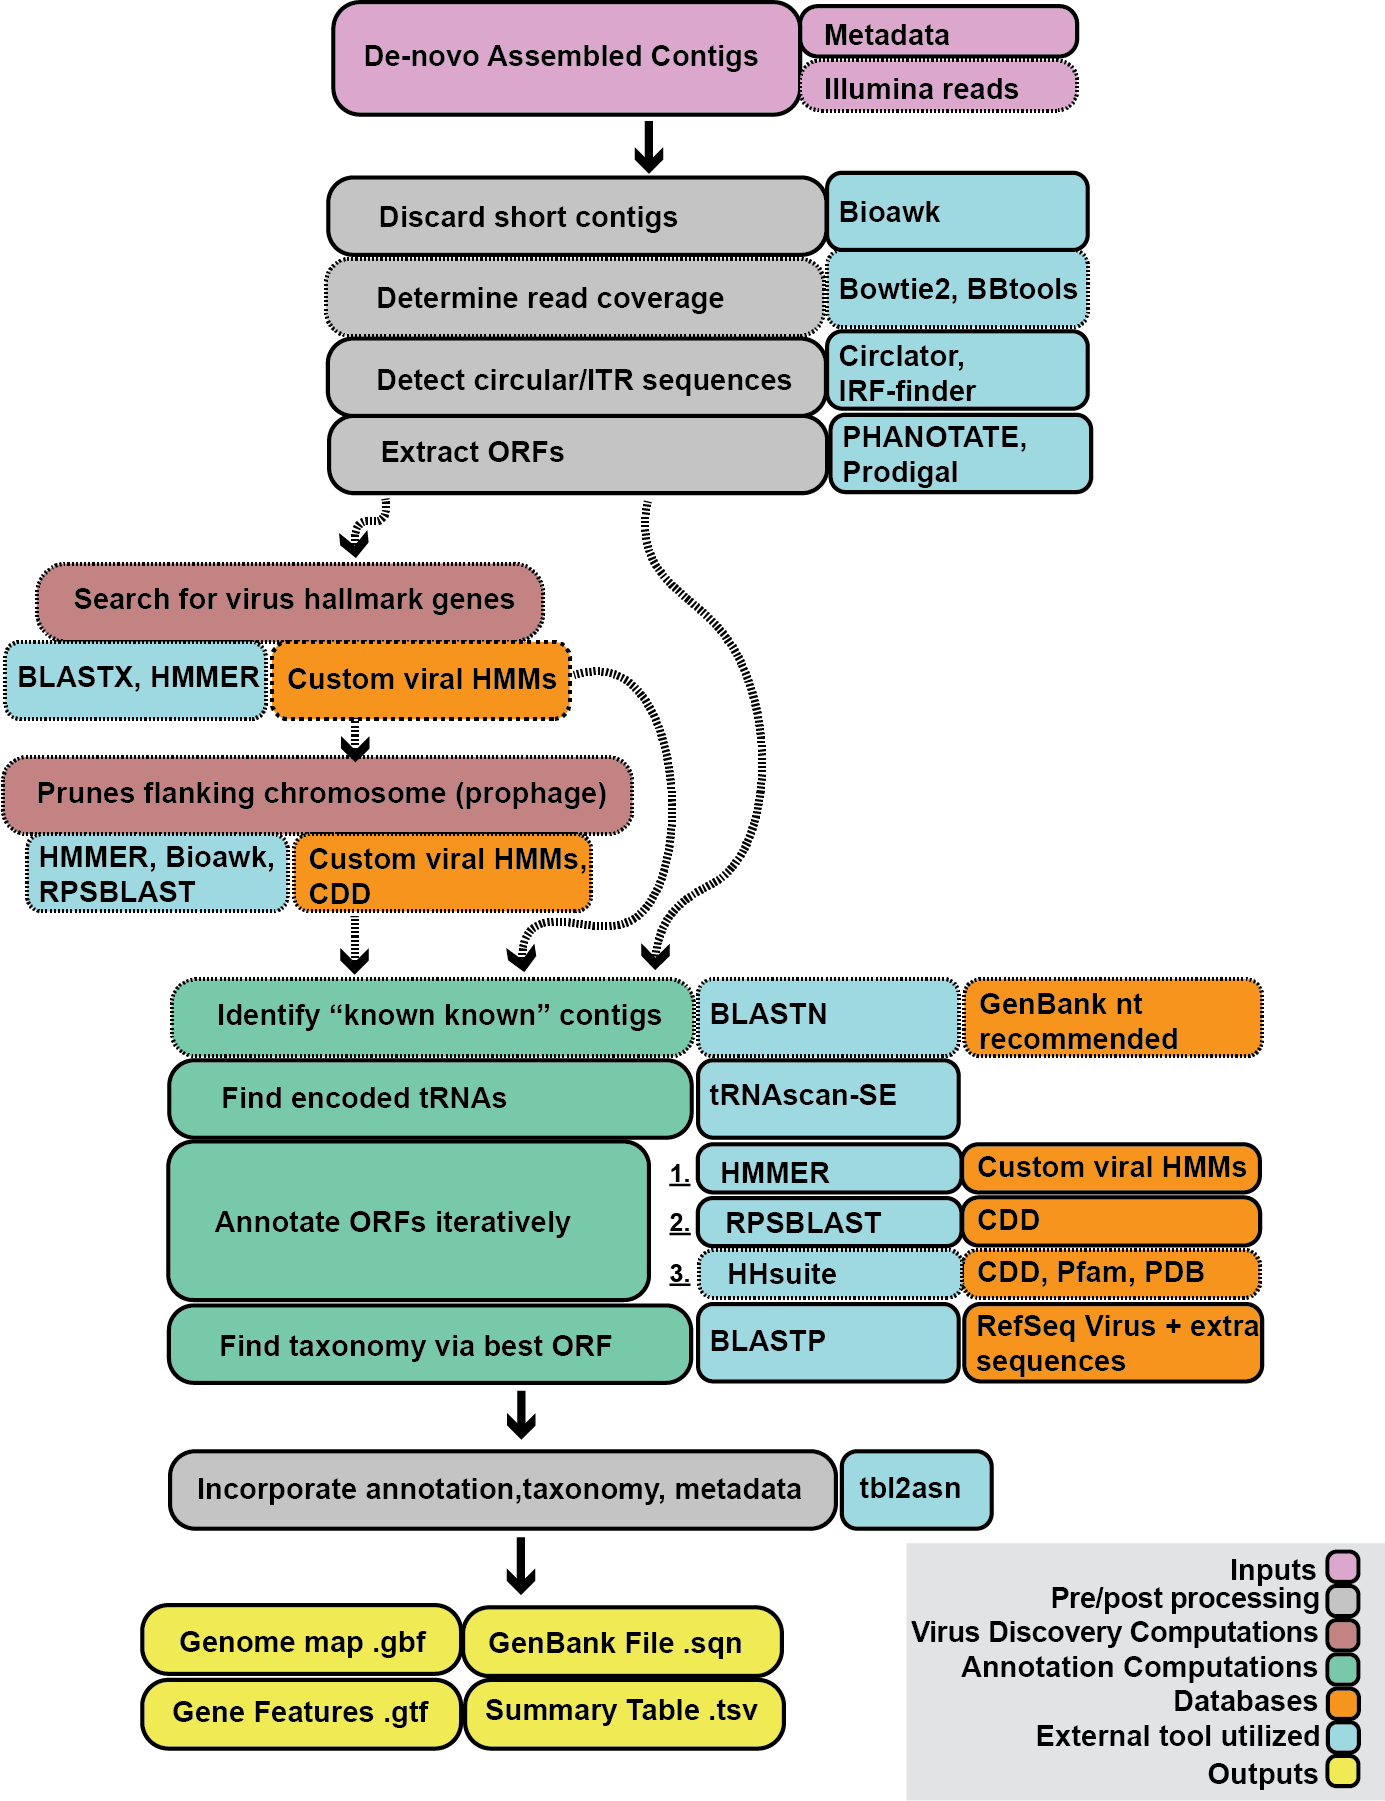 De-novo Assembled Contigs
Metadata
Illumina reads
Discard short contigs
Bioawk
Determine read coverage
Bowtie2, BBtools
Detect circular/ITR sequences
Circlator,
IRF-finder
Extract ORFs
PHANOTATE,
Prodigal
Search for virus hallmark genes
BLASTX, HMMER
Custom viral HMMs
Prunes flanking chromosome (prophage)
HMMER, Bioawk,
RPSBLAST
Custom viral HMMs,
CDD
Identify “known known” contigs
BLASTN
GenBank nt
recommended
Find encoded tRNAs
tRNAscan-SE
Annotate ORFs iteratively
1. HMMER
Custom viral HMMs
2. RPSBLAST
CDD
3. HHsuite
CDD, Pfam, PDB
Find taxonomy via best ORF
BLASTP
RefSeq Virus + extra
sequences
Incorporate annotation,taxonomy, metadata
tbl2asn
Genome map .gbf
GenBank File .sqn
Gene Features .gtf
Summary Table .tsv
Inputs
Pre/post processing
Virus Discovery Computations
Annotation Computations
Databases
External tool utilized
Outputs